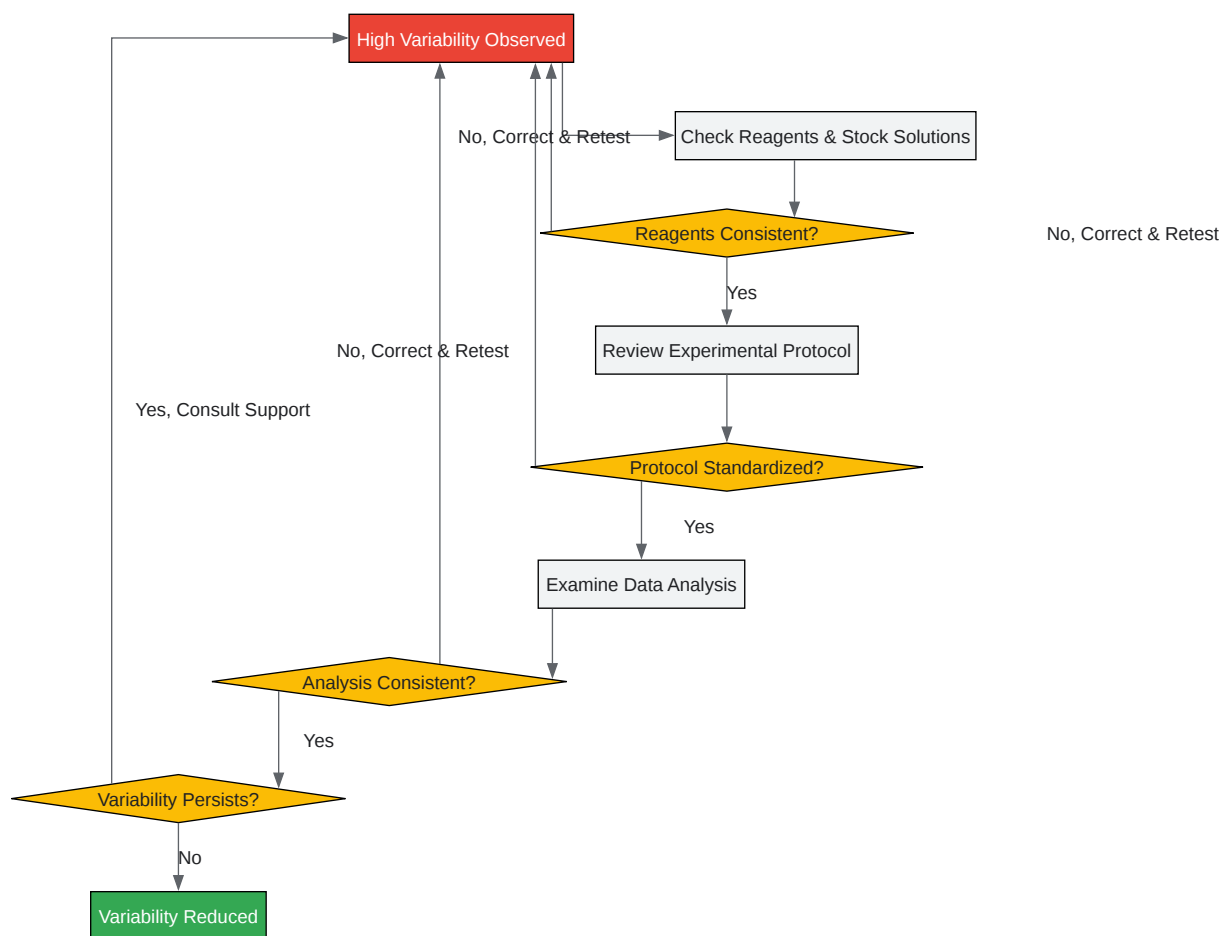 High Variability Observed
No, Correct & Retest
Check Reagents & Stock Solutions
Reagents Consistent?
No, Correct & Retest
Yes
Review Experimental Protocol
No, Correct & Retest
Yes, Consult Support
Protocol Standardized?
Yes
Examine Data Analysis
Analysis Consistent?
Yes
Variability Persists?
No
Variability Reduced